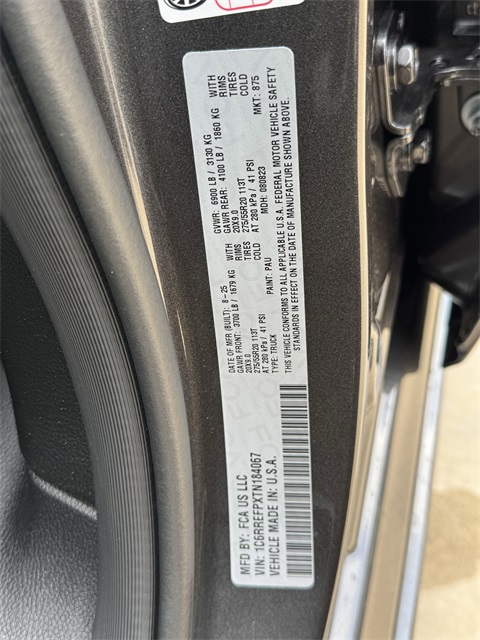 MFD BY: FCA US LLC
DATE OF MFR (BUILT): 8-25
GVWR: 6900 LB / 3130 KG
GAWR FRONT: 3700 LB / 1679 KG WITH
20X9.0 RIMS
275/55R20 113T TIRES
AT 280 kPa / 41 PSI COLD
GAWR REAR: 4100 LB / 1860 KG WITH
20X9.0 RIMS
275/55R20 113T TIRES
AT 280 kPa / 41 PSI COLD
VIN: 1C6RREFPXTN184067
TYPE: TRUCK
PAINT: PAU
MDH: 080823
MKT: 875
VEHICLE MADE IN: U.S.A.
THIS VEHICLE CONFORMS TO ALL APPLICABLE U.S.A. FEDERAL MOTOR VEHICLE SAFETY
STANDARDS IN EFFECT ON THE DATE OF MANUFACTURE SHOWN ABOVE.